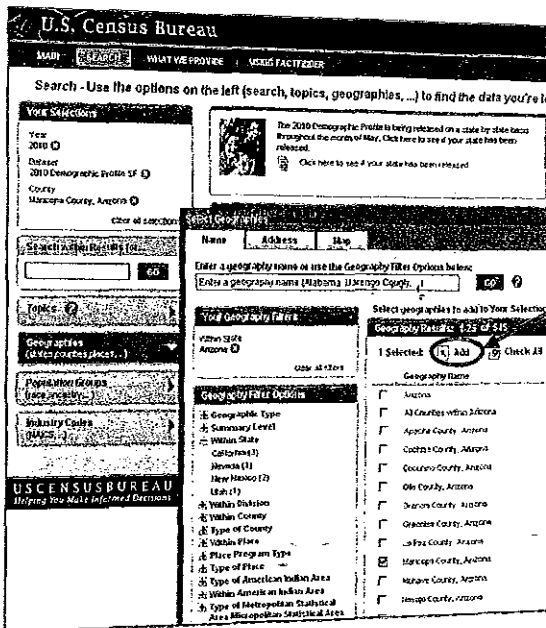 U.S. Census Bureau
MAIN SEARCH WHAT WE PROVIDE USING FACTFINDER
Search - Use the options on the left (search, topics, geographies, ...) to find the data you're
Your Selections
Year
2010
Dataset
2010 Demographic Profile SF
County
Maricopa County, Arizona
clear all selections
The 2010 Demographic Profile is being released on a state by state basis
throughout the month of May. Click here to see if your state has been
released.
Click here to see if your state has been released
Search within Results for:
GO
Topics
Geographies
(states counties places, ...)
Population Groups
(race, ancestry, ...)
Industry Codes
(NAICS, ...)
USCENSUSBUREAU
Helping You Make Informed Decisions
Select Geographies
Name Address Map
Enter a geography name or use the Geography Filter Options below:
Enter a geography name (Alabama, County,
GO
Your Geography Filters
Within State
Arizona
clear all filters
Geography Filter Options
Geographic Type
Summary Level
Within State
California (3)
Nevada (1)
New Mexico (2)
Utah (1)
Within Division
Within County
Type of County
Within Place
Place Program Type
Type of Place
Type of American Indian Area
Within American Indian Area
Type of Metropolitan Statistical
Area Micropolitan Statistical Area
Select geographies to add to Your
Geography Results: 1-25 of 515
1 Selected: Add Check All
Geography Name
Arizona
All Counties within Arizona
Apache County, Arizona
Cochise County, Arizona
Coconino County, Arizona
Gila County, Arizona
Graham County, Arizona
Greenlee County, Arizona
La Paz County, Arizona
Maricopa County, Arizona
Mohave County, Arizona
Navajo County, Arizona